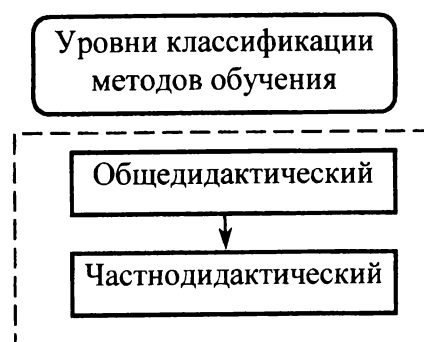 Уровни классификации
методов обучения
Общедидактический
Частнодидактический